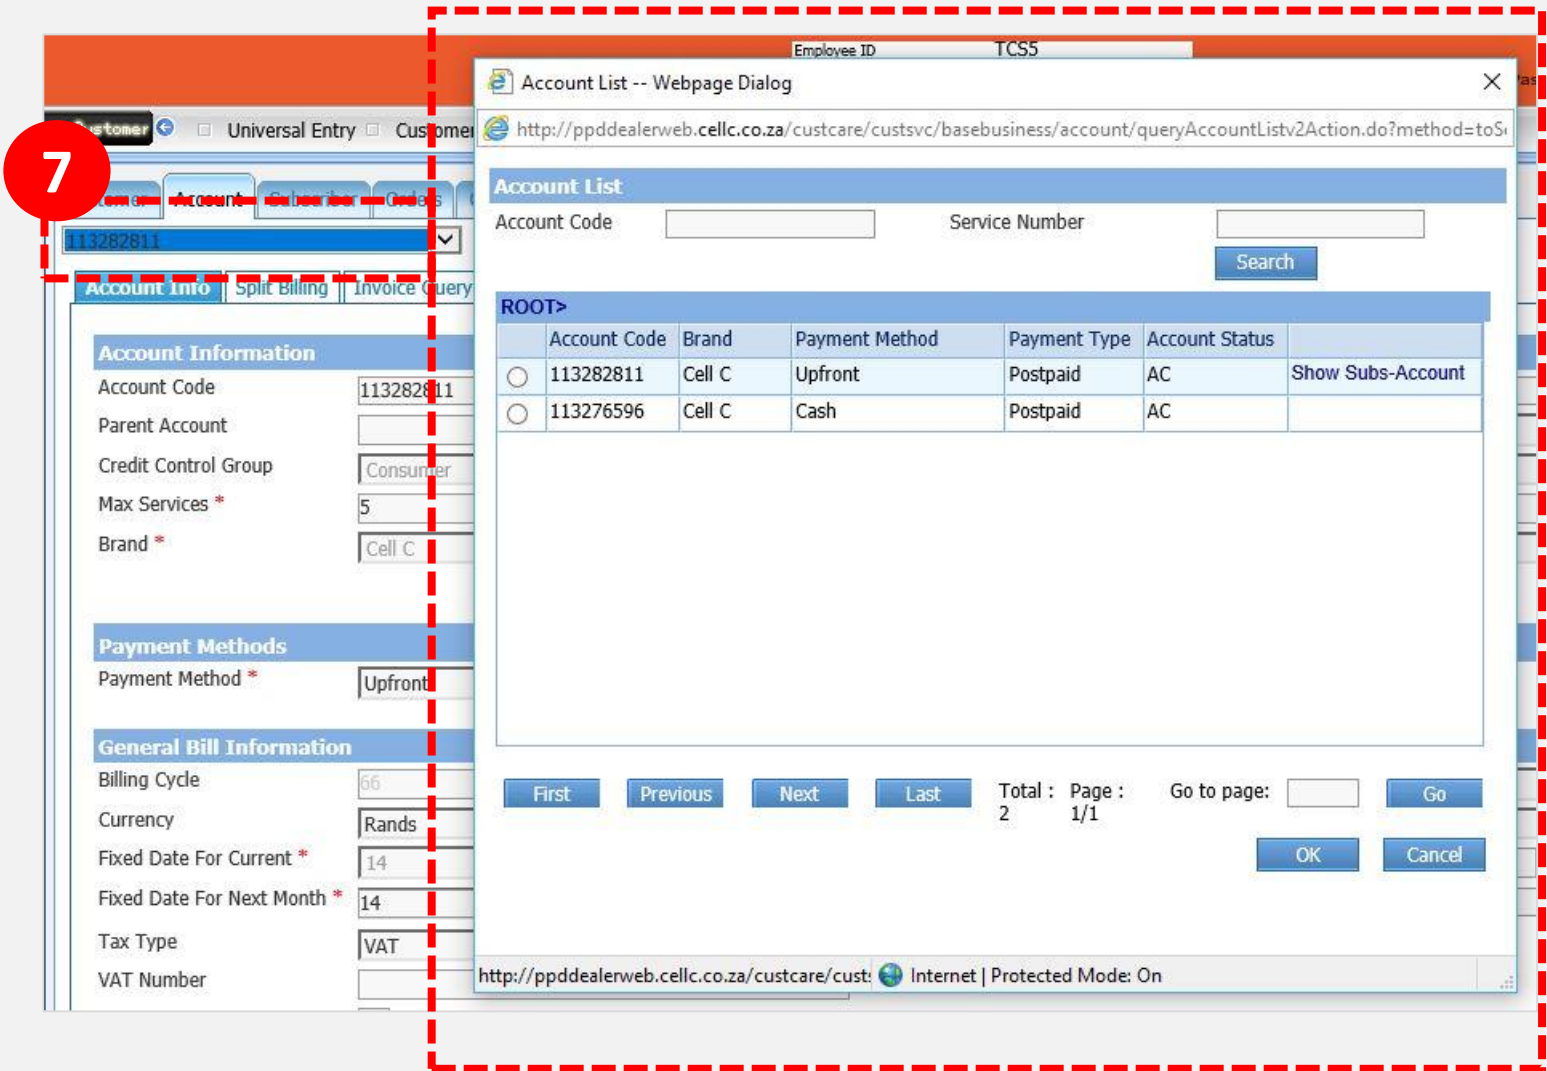 Employee ID TCS5
Account List -- Webpage Dialog
Customer Universal Entry Customer
http://ppddealerweb.cellc.co.za/custcare/custsvc/basebusiness/account/queryAccountListv2Action.do?method=toS
7
Account List
Account Subscriber Orders
Account Code Service Number
113282811
Search
Account Info Split Billing Invoice Query
ROOT>
Account Code Brand Payment Method Payment Type Account Status
113282811 Cell C Upfront Postpaid AC Show Subs-Account
113276596 Cell C Cash Postpaid AC
Account Information
Account Code 113282811
Parent Account
Credit Control Group Consumer
Max Services * 5
Brand * Cell C
Payment Methods
Payment Method * Upfront
General Bill Information
Billing Cycle 66
Currency Rands
Fixed Date For Current * 14
Fixed Date For Next Month * 14
Tax Type VAT
VAT Number
First Previous Next Last Total : 2 Page : 1/1 Go to page: Go
OK Cancel
http://ppddealerweb.cellc.co.za/custcare/cust Internet | Protected Mode: On